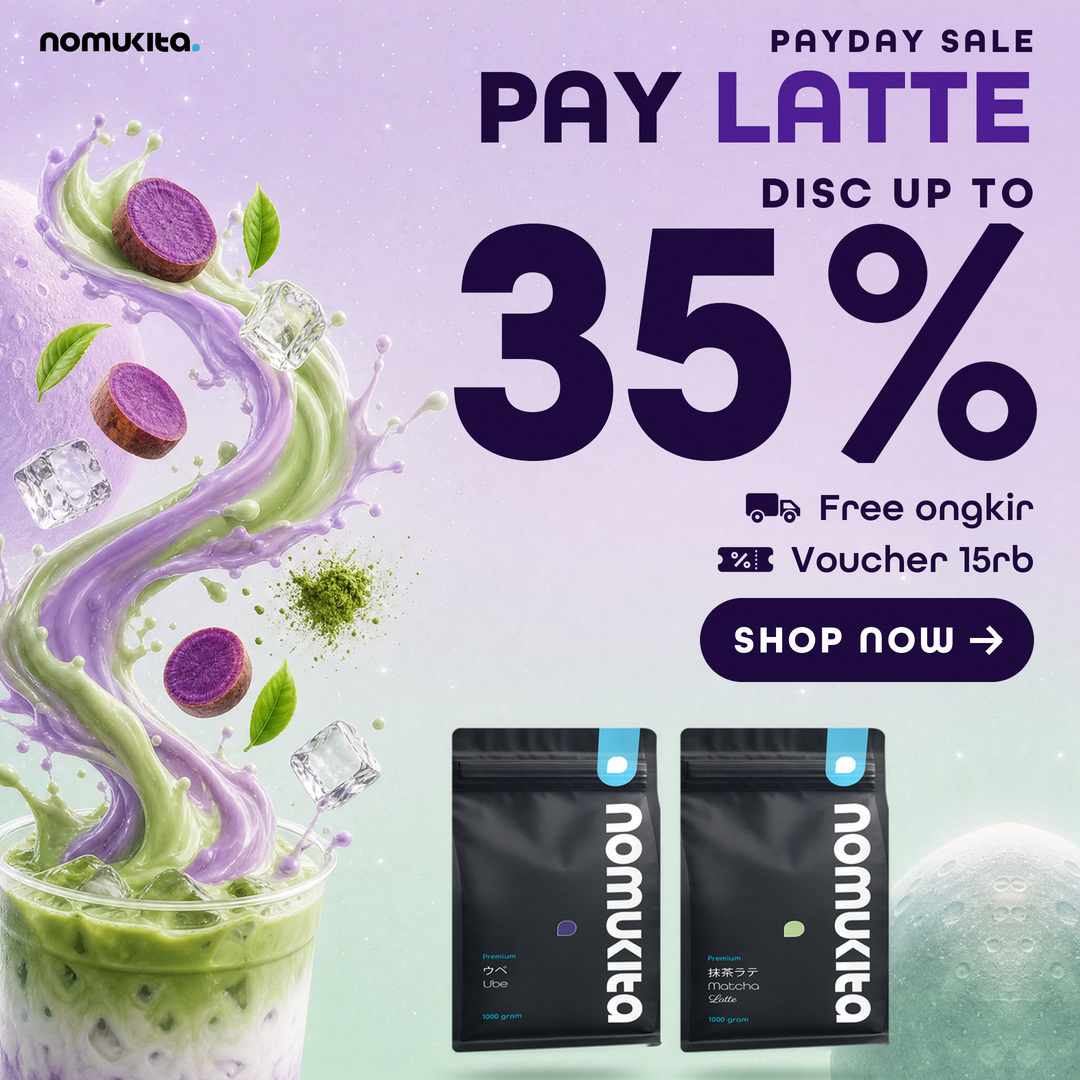 nomukita.
PAYDAY SALE
PAY LATTE
DISC UP TO
35%
Free ongkir
Voucher 15rb
SHOP NOW →
nomukita
Premium
ウベ
Ube
1000 gram
nomukita
Premium
抹茶ラテ
Matcha
Latte
1000 gram